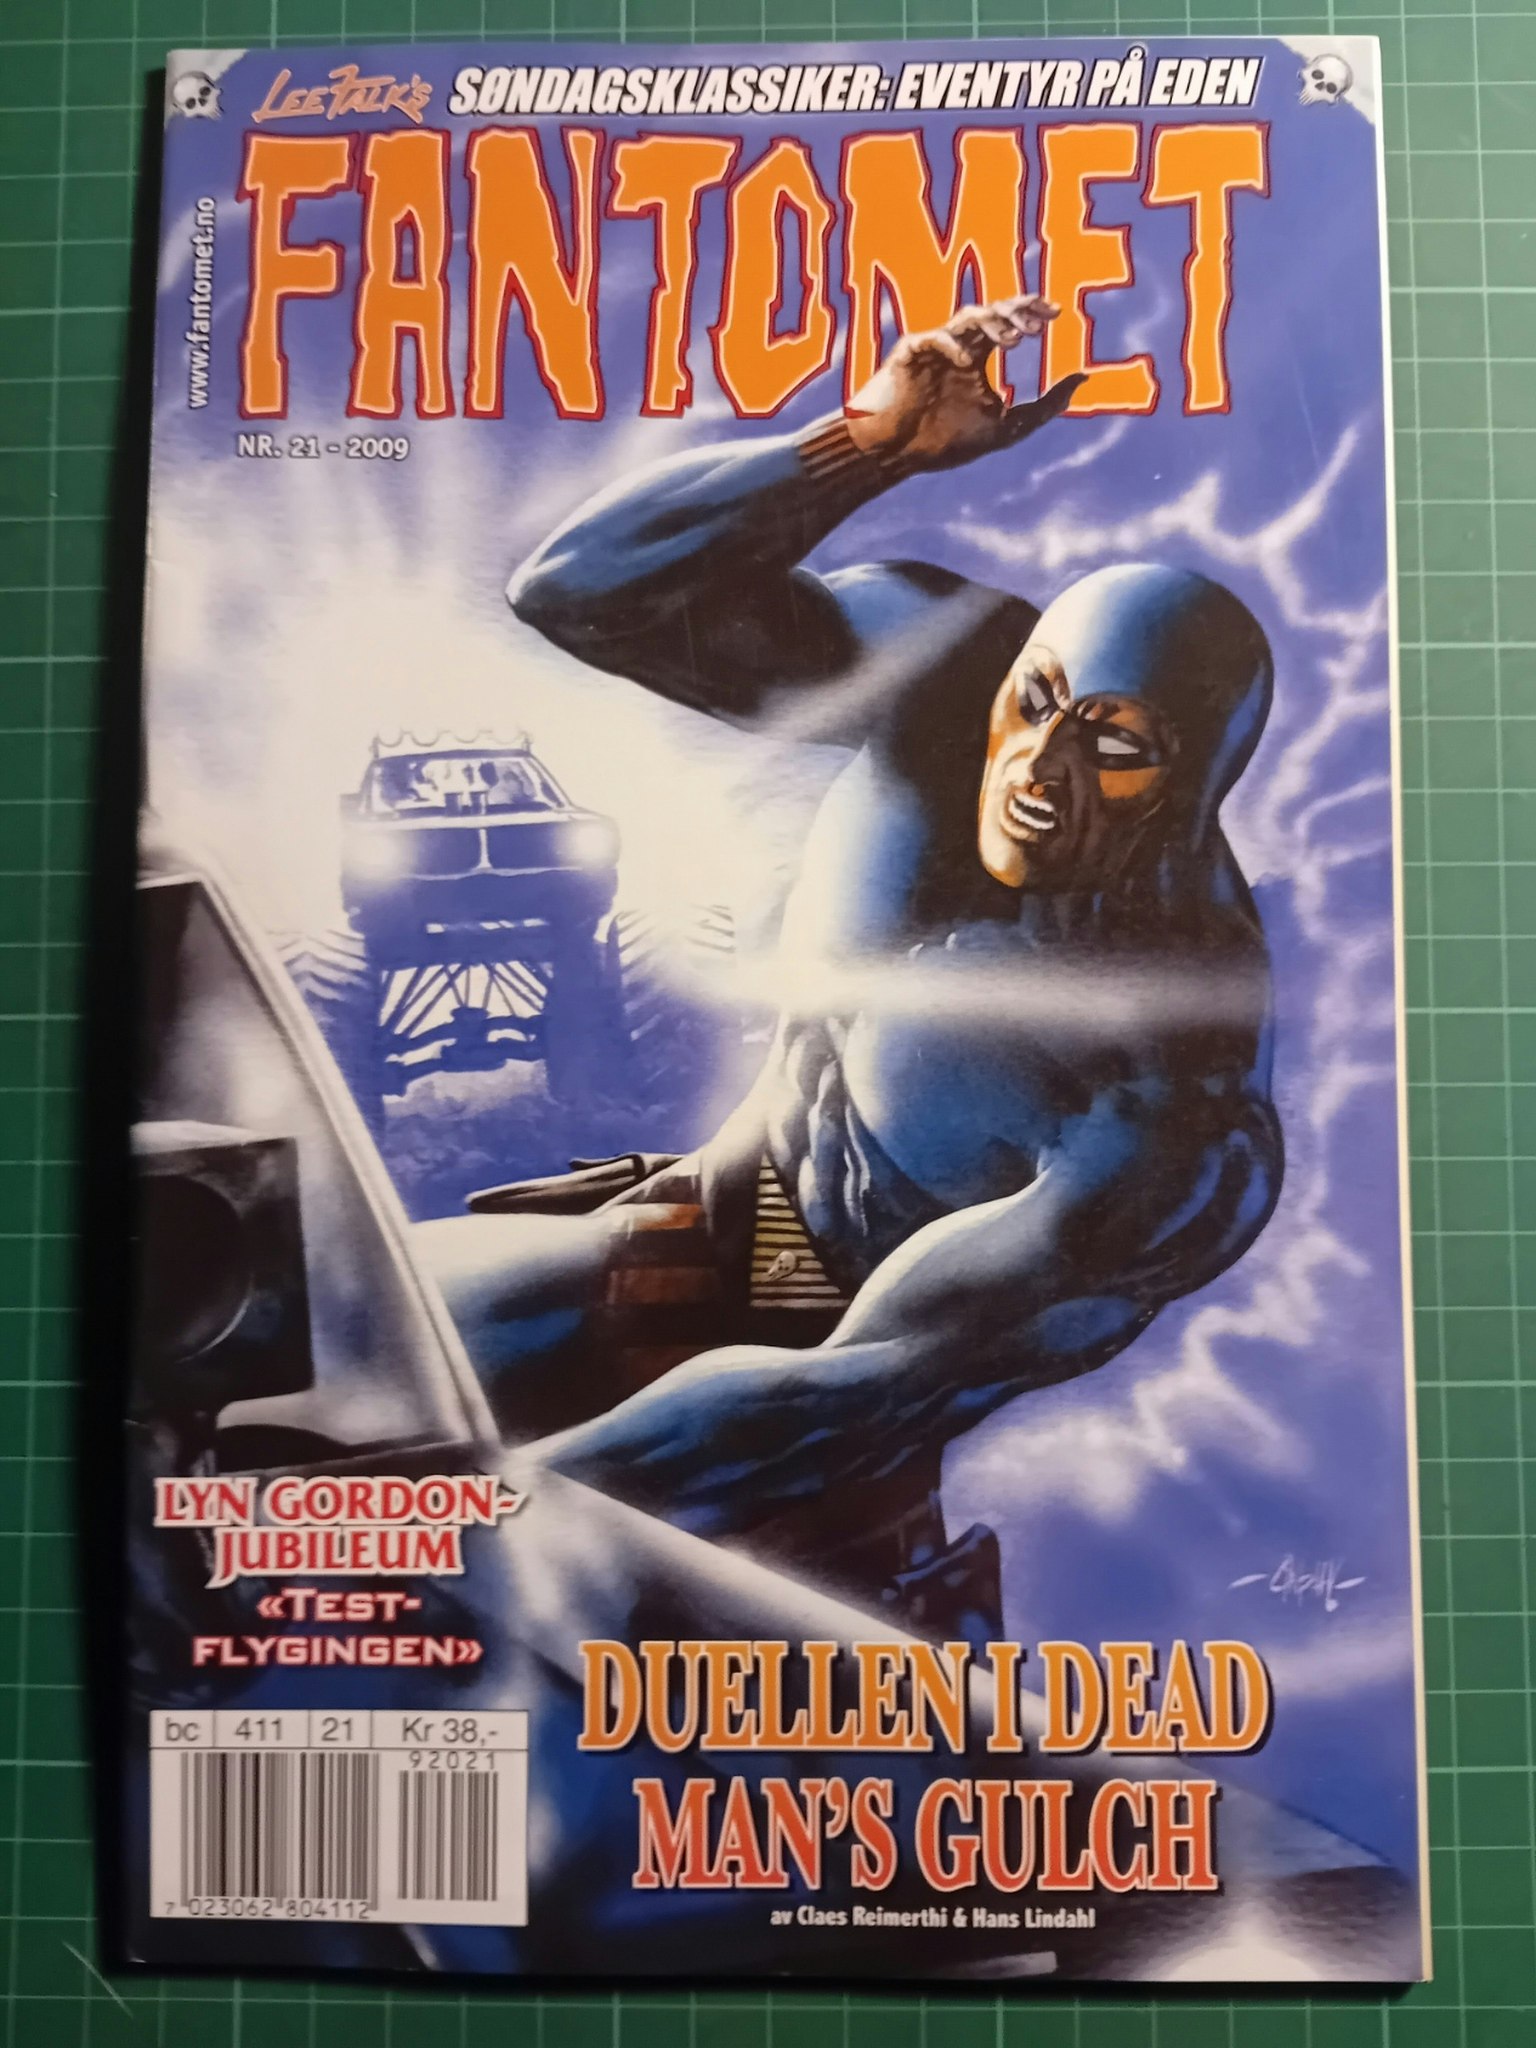 LEE FALK'S SØNDAGSKLASSIKER: EVENTYR PÅ EDEN
FANTOMET
www.fantomet.no
NR. 21 - 2009
LYN GORDON-
JUBILEUM
«TEST-
FLYGINGEN»
DUELLEN I DEAD
MAN'S GULCH
av Claes Reimerthi & Hans Lindahl
bc 411 21 Kr 38,-
92021
7 023062 804112